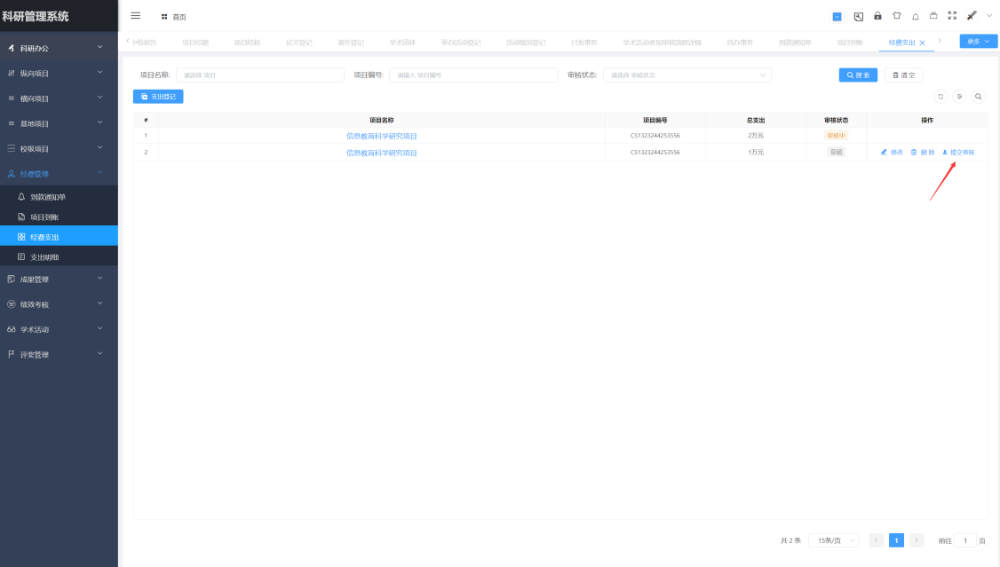 科研管理系统
首页
科研办公
纵向项目
横向项目
基地项目
校级项目
经费管理
到款通知单
项目到账
经费支出
支出明细
成果管理
绩效考核
学术活动
评奖管理
项目结题 项目结稿 论文登记 著作登记 学术团体 举办活动登记 活动情况登记 已发事务 学术活动参加审核流程详情 待办事务 到款通知单 项目到账 经费支出 更多
项目名称: 请选择 项目 项目编号: 请输入 项目编号 审核状态: 请选择 审核状态 搜索 清空
支出登记
# 项目名称 项目编号 总支出 审核状态 操作
1 信息教育科学研究项目 CS1323244253556 2万元 审核中
2 信息教育科学研究项目 CS1323244253556 1万元 草稿 修改 删除 提交审核
共 2 条 15条/页 1 前往 1 页